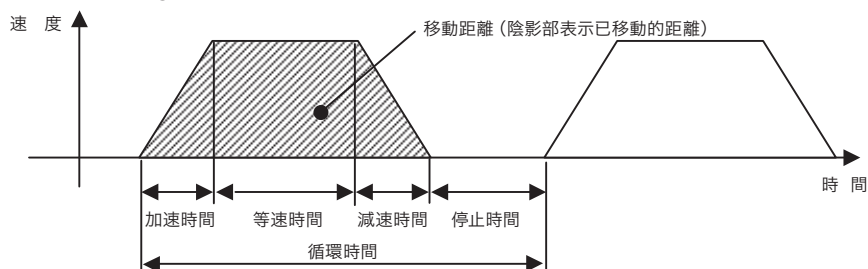 速 度
移動距離（陰影部表示已移動的距離）
時 間
加速時間 等速時間 減速時間 停止時間
循環時間